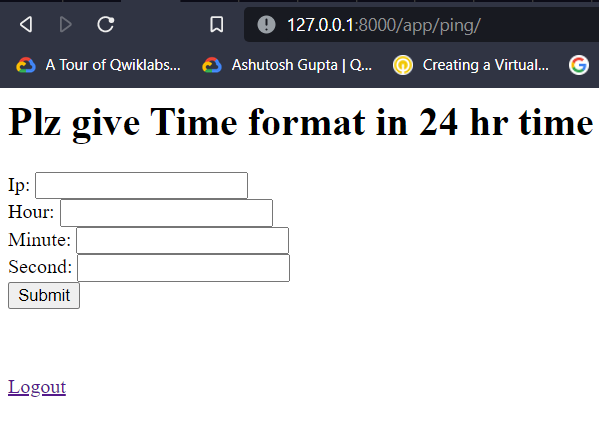 127.0.0.1:8000/app/ping/
A Tour of Qwiklabs... Ashutosh Gupta | Q... Creating a Virtual...
Plz give Time format in 24 hr time
Ip:
Hour:
Minute:
Second:
Submit
Logout